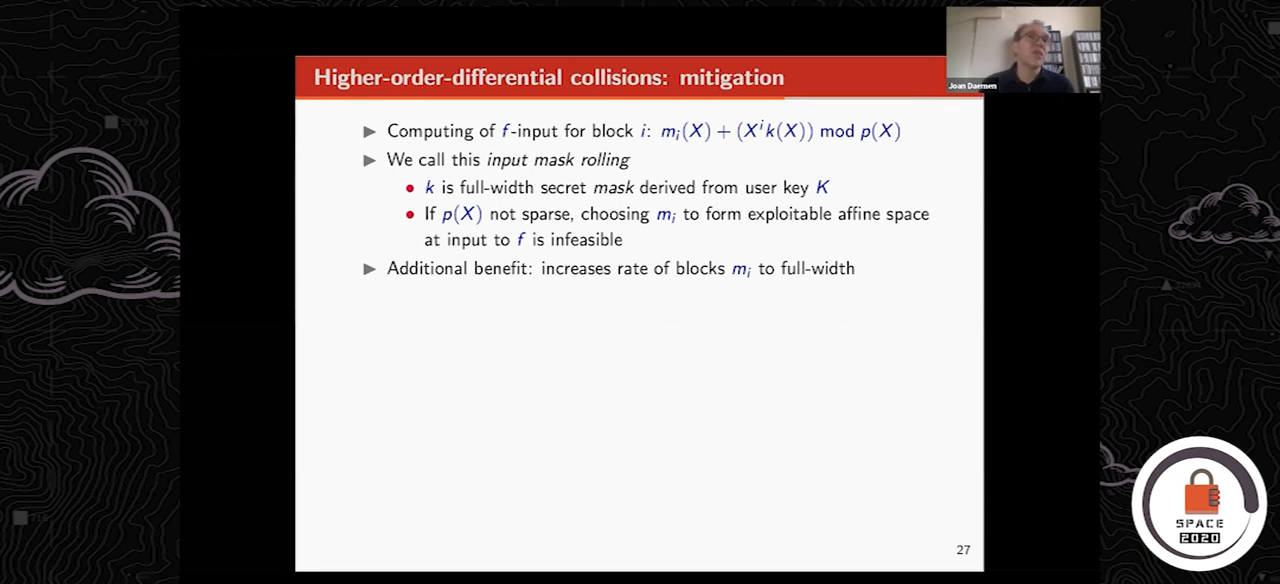 Higher-order-differential collisions: mitigation
Joan Daemen
▶ Computing of f-input for block i: mᵢ(X) + (Xⁱk(X)) mod p(X)
▶ We call this input mask rolling
• k is full-width secret mask derived from user key K
• If p(X) not sparse, choosing mᵢ to form exploitable affine space
at input to f is infeasible
▶ Additional benefit: increases rate of blocks mᵢ to full-width
27
SPACE
2020